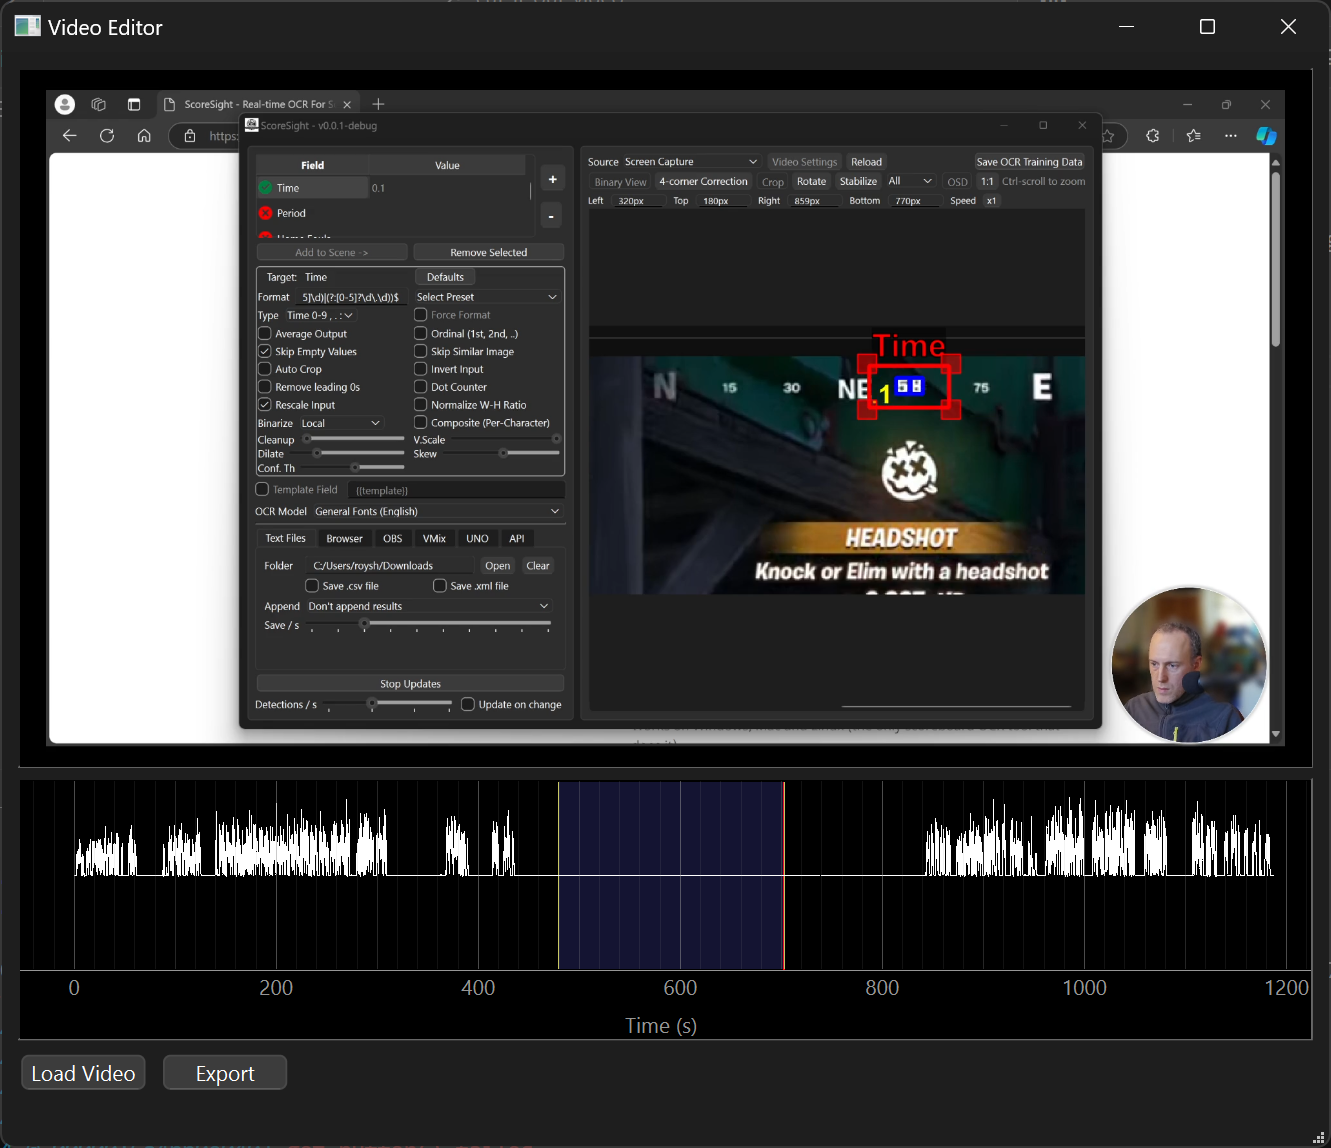 Video Editor
ScoreSight - Real-time OCR For S
https:
ScoreSight - v0.0.1-debug
Field Value
Time 0.1
Period
+
-
Add to Scene -> Remove Selected
Target: Time Defaults
Format 5]\d)|(?:[0-5]?\d\.\d))$ Select Preset
Type Time 0-9 , . : Force Format
Average Output Ordinal (1st, 2nd, ..)
Skip Empty Values Skip Similar Image
Auto Crop Invert Input
Remove leading 0s Dot Counter
Rescale Input Normalize W-H Ratio
Binarize Local Composite (Per-Character)
Cleanup V.Scale
Dilate Skew
Conf. Th
Template Field {{template}}
OCR Model General Fonts (English)
Text Files Browser OBS VMix UNO API
Folder C:/Users/roysh/Downloads Open Clear
Save .csv file Save .xml file
Append Don't append results
Save / s
Stop Updates
Detections / s Update on change
Source Screen Capture Video Settings Reload Save OCR Training Data
Binary View 4-corner Correction Crop Rotate Stabilize All OSD 1:1 Ctrl-scroll to zoom
Left 320px Top 180px Right 859px Bottom 770px Speed x1
Time
N 15 30 NE .1 75 E
HEADSHOT
Knock or Elim with a headshot
0 200 400 600 800 1000 1200
Time (s)
Load Video Export